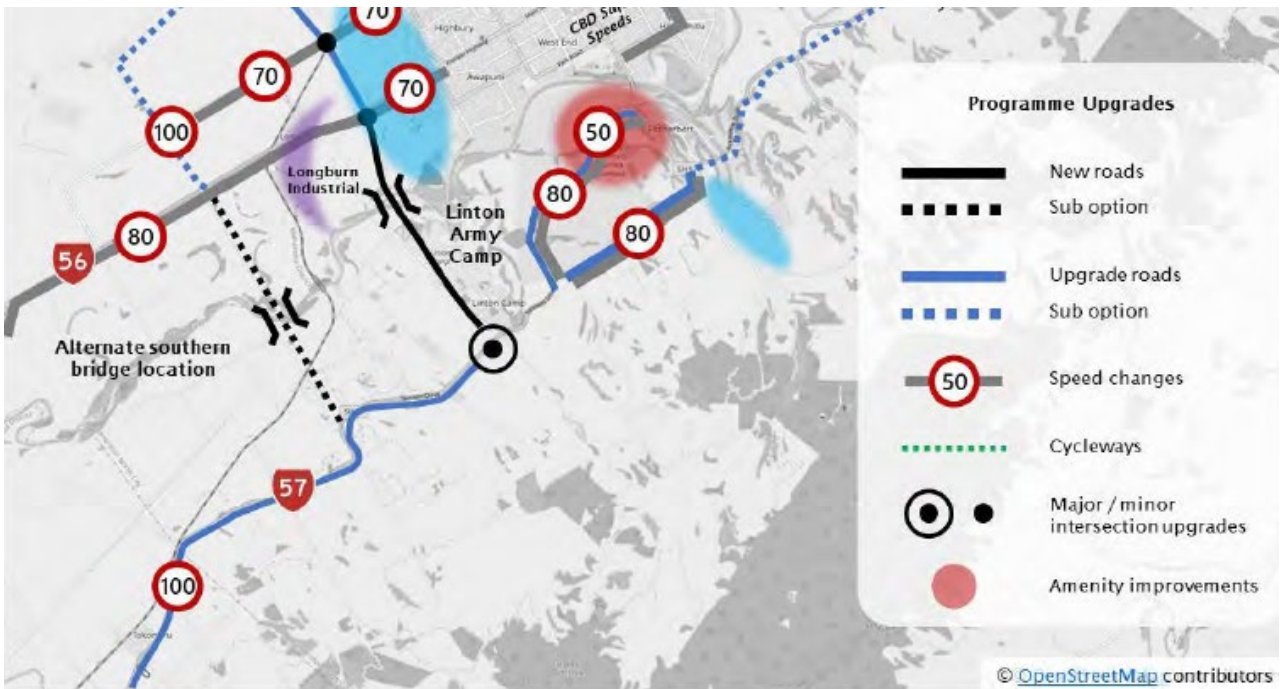 70
Highbury
CBD
Speeds
West End
Awapuni
70
70
100
50
Longburn
Industrial
80
Linton
Army
Camp
80
80
56
Linton Camp
Alternate southern
bridge location
57
100
Programme Upgrades
New roads
Sub option
Upgrade roads
Sub option
50
Speed changes
Cycleways
Major / minor
intersection upgrades
Amenity improvements
© OpenStreetMap contributors